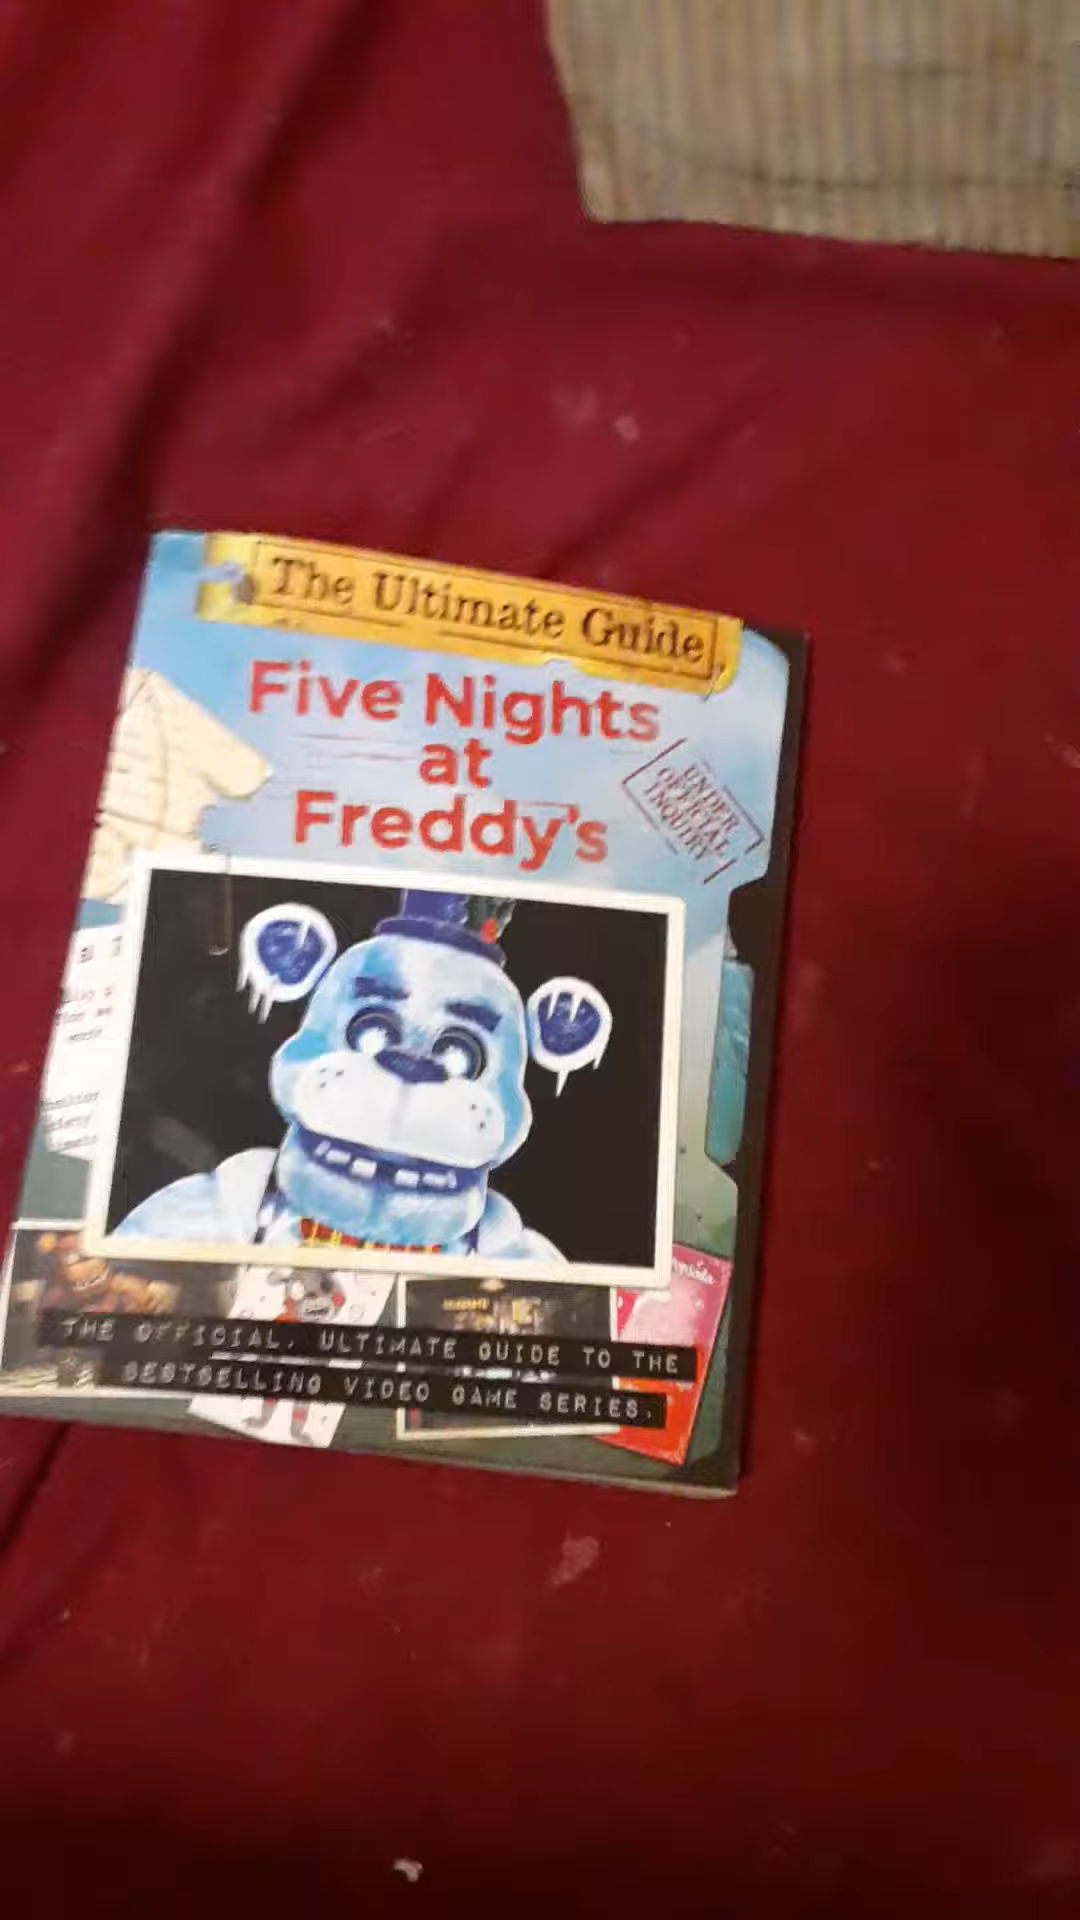 The Ultimate Guide
Five Nights
at
Freddy's
UNDER
OFFICIAL
INQUIRY
THE OFFICIAL, ULTIMATE GUIDE TO THE
BESTSELLING VIDEO GAME SERIES.